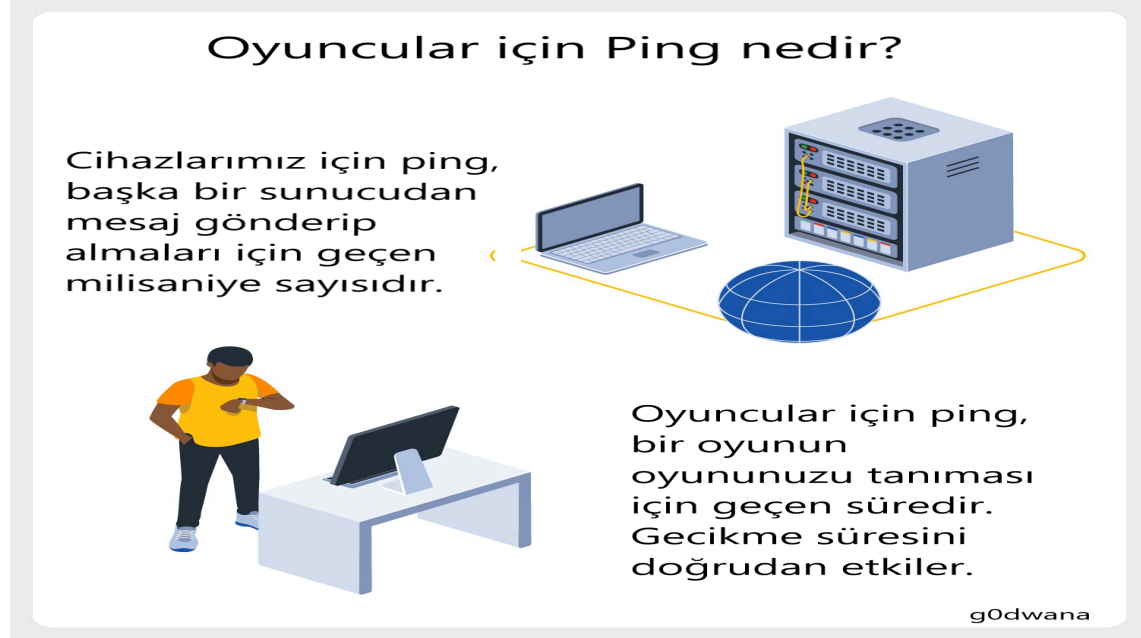 Oyuncular için Ping nedir?
Cihazlarımız için ping,
başka bir sunucudan
mesaj gönderip
almaları için geçen
milisaniye sayısıdır.
Oyuncular için ping,
bir oyunun
oyununuzu tanıması
için geçen süredir.
Gecikme süresini
doğrudan etkiler.
g0dwana